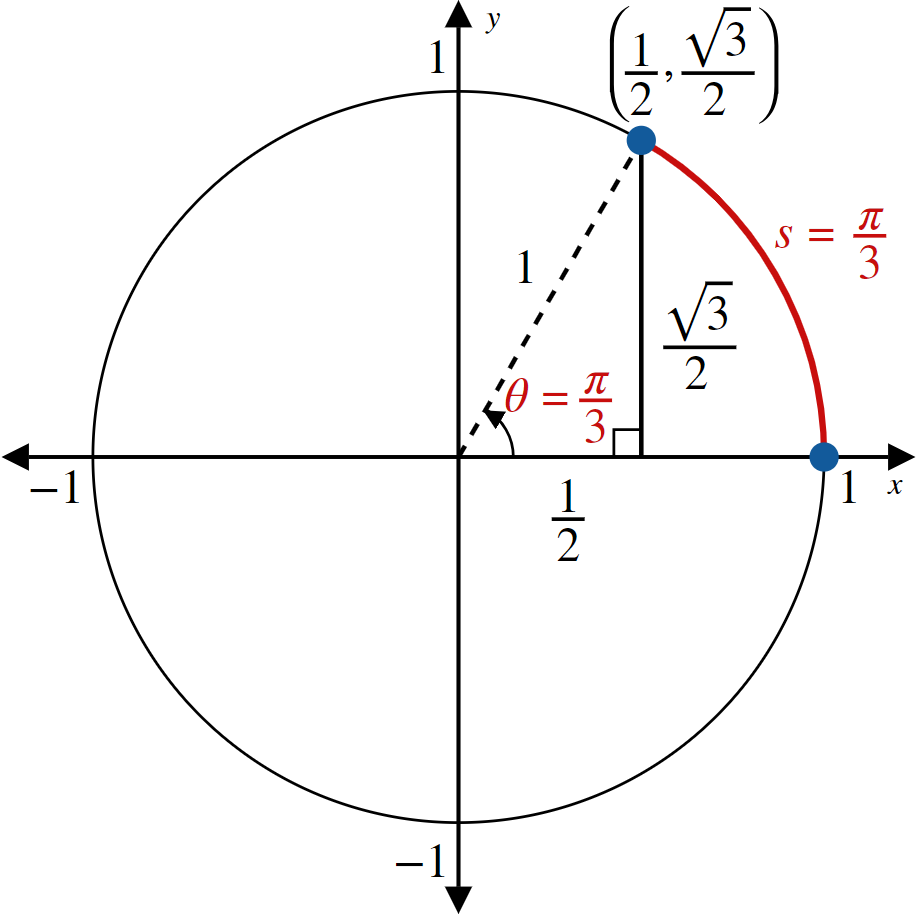 y
1
(1/2, √3/2)
s = π/3
1
√3/2
θ = π/3
−1
1
x
1/2
−1